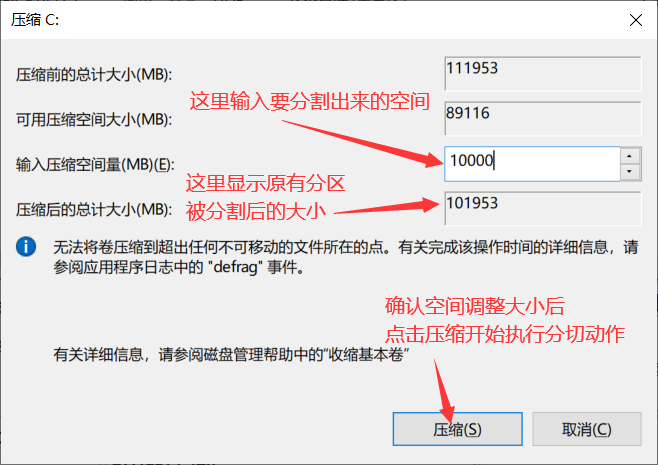 压缩 C:
压缩前的总计大小(MB):
111953
这里输入要分割出来的空间
可用压缩空间大小(MB):
89116
输入压缩空间量(MB)(E):
10000
这里显示原有分区
被分割后的大小
压缩后的总计大小(MB):
101953
无法将卷压缩到超出任何不可移动的文件所在的点。有关完成该操作时间的详细信息，请
参阅应用程序日志中的 "defrag" 事件。
确认空间调整大小后
点击压缩开始执行分切动作
有关详细信息，请参阅磁盘管理帮助中的“收缩基本卷”
压缩(S)
取消(C)